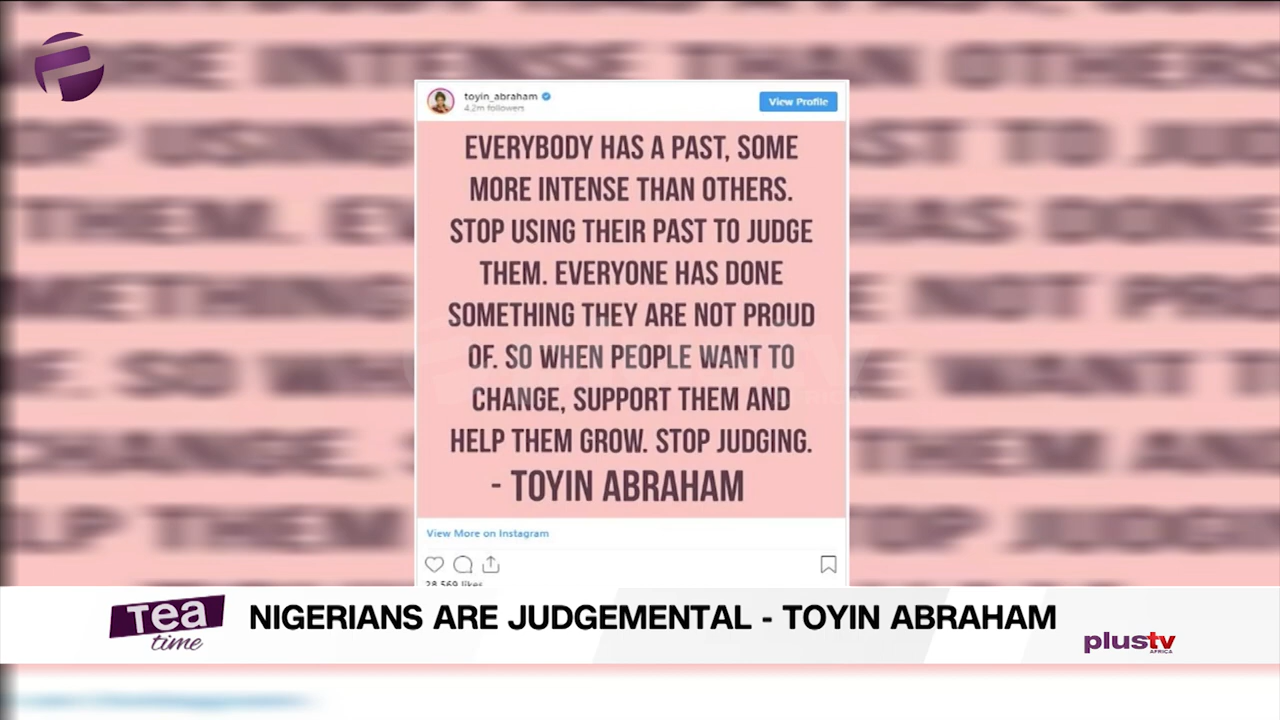 toyin_abraham
4.2m followers
View Profile
EVERYBODY HAS A PAST, SOME
MORE INTENSE THAN OTHERS.
STOP USING THEIR PAST TO JUDGE
THEM. EVERYONE HAS DONE
SOMETHING THEY ARE NOT PROUD
OF. SO WHEN PEOPLE WANT TO
CHANGE, SUPPORT THEM AND
HELP THEM GROW. STOP JUDGING.
- TOYIN ABRAHAM
View More on Instagram
28,569 likes
Tea time
NIGERIANS ARE JUDGEMENTAL - TOYIN ABRAHAM
plustv
AFRICA